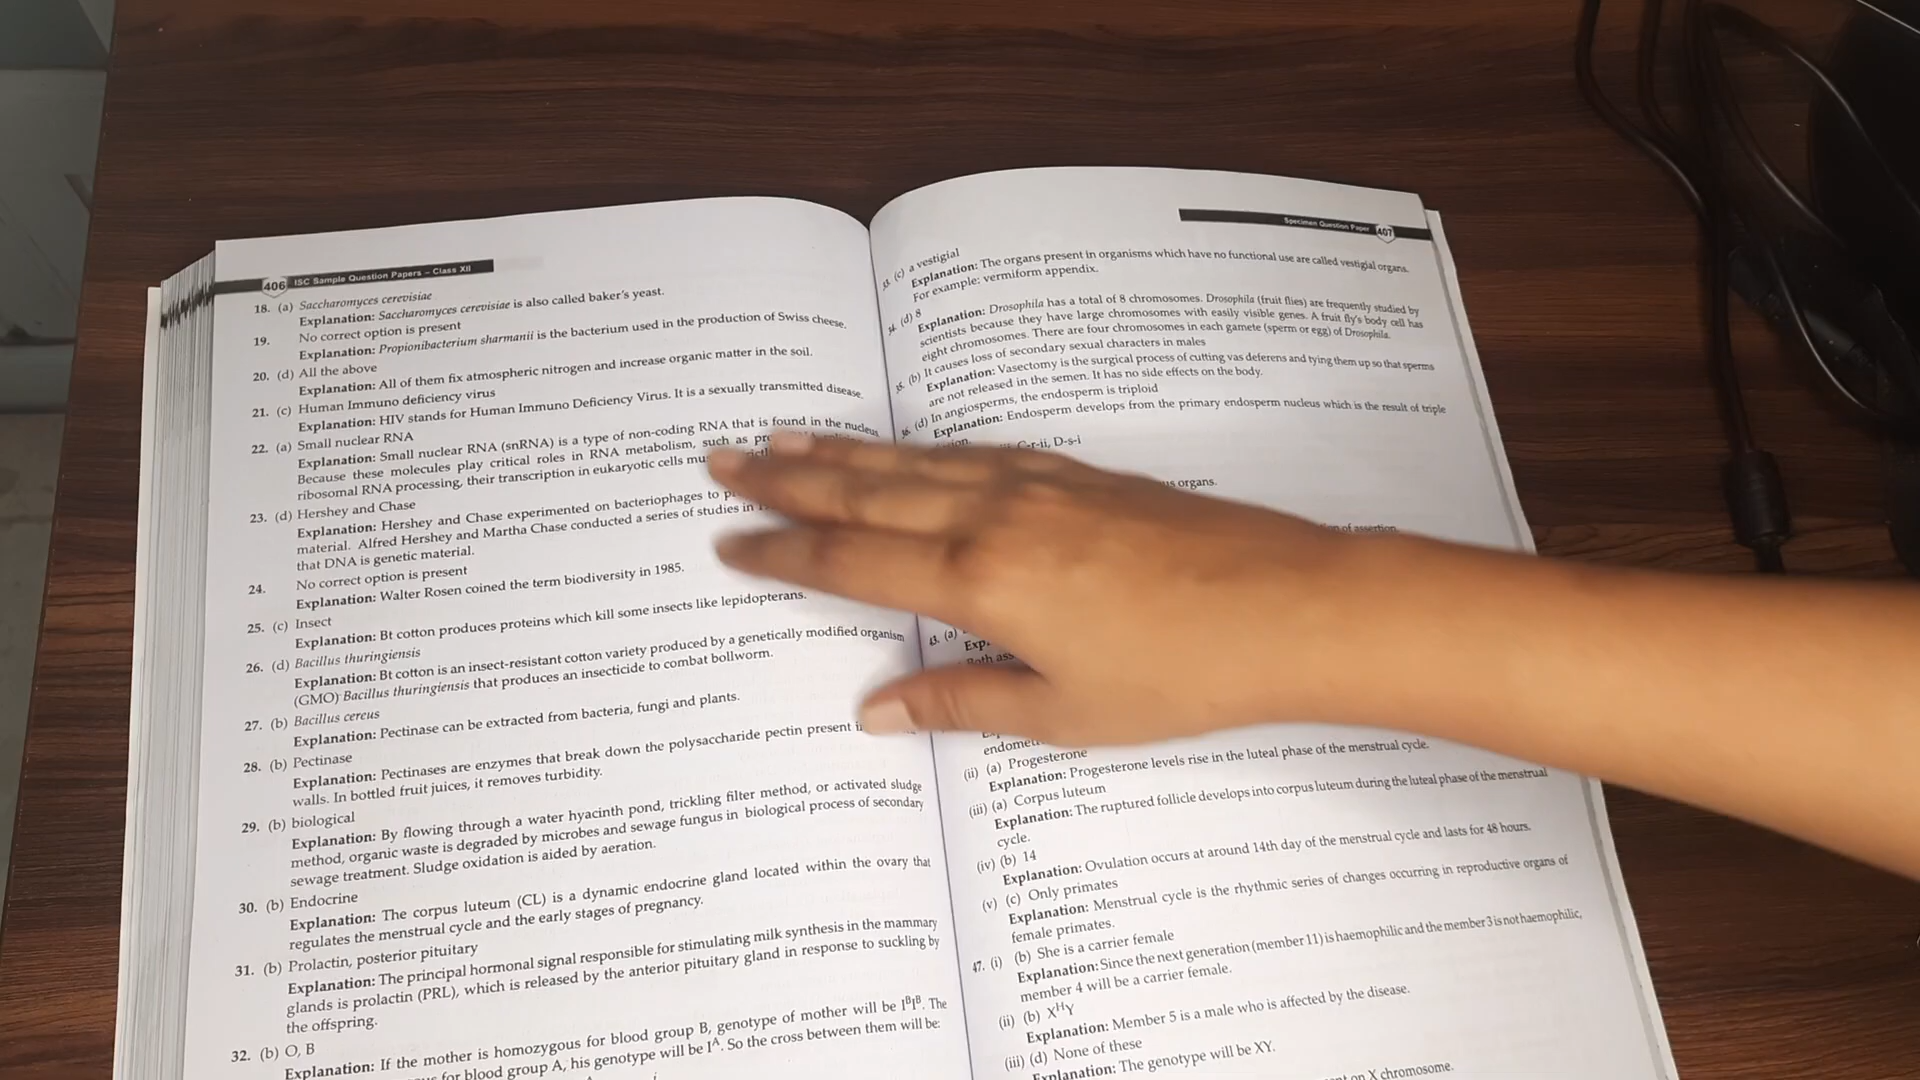 406 ISC Sample Question Papers – Class XII
18. (a) Saccharomyces cerevisiae
Explanation: Saccharomyces cerevisiae is also called baker's yeast.
19. No correct option is present
Explanation: Propionibacterium sharmanii is the bacterium used in the production of Swiss cheese.
20. (d) All the above
Explanation: All of them fix atmospheric nitrogen and increase organic matter in the soil.
21. (c) Human Immuno deficiency virus
Explanation: HIV stands for Human Immuno Deficiency Virus. It is a sexually transmitted disease.
22. (a) Small nuclear RNA
Explanation: Small nuclear RNA (snRNA) is a type of non-coding RNA that is found in the nucleus
Because these molecules play critical roles in RNA metabolism, such as
ribosomal RNA processing, their transcription in eukaryotic cells
23. (d) Hershey and Chase
Explanation: Hershey and Chase experimented on bacteriophages to
material. Alfred Hershey and Martha Chase conducted a series of studies in
that DNA is genetic material.
24. No correct option is present
Explanation: Walter Rosen coined the term biodiversity in 1985.
25. (c) Insect
Explanation: Bt cotton produces proteins which kill some insects like lepidopterans.
26. (d) Bacillus thuringiensis
Explanation: Bt cotton is an insect-resistant cotton variety produced by a genetically modified organism
(GMO) Bacillus thuringiensis that produces an insecticide to combat bollworm.
27. (b) Bacillus cereus
Explanation: Pectinase can be extracted from bacteria, fungi and plants.
28. (b) Pectinase
Explanation: Pectinases are enzymes that break down the polysaccharide pectin present
walls. In bottled fruit juices, it removes turbidity.
29. (b) biological
Explanation: By flowing through a water hyacinth pond, trickling filter method, or activated sludge
method, organic waste is degraded by microbes and sewage fungus in biological process of secondary
sewage treatment. Sludge oxidation is aided by aeration.
30. (b) Endocrine
Explanation: The corpus luteum (CL) is a dynamic endocrine gland located within the ovary that
regulates the menstrual cycle and the early stages of pregnancy.
31. (b) Prolactin, posterior pituitary
Explanation: The principal hormonal signal responsible for stimulating milk synthesis in the mammary
glands is prolactin (PRL), which is released by the anterior pituitary gland in response to suckling by
the offspring.
32. (b) O, B
Explanation: If the mother is homozygous for blood group B, genotype of mother will be IᴮIᴮ. The
for blood group A, his genotype will be Iᴬ. So the cross between them will be:
Specimen Question Paper 407
33. (c) a vestigial
Explanation: The organs present in organisms which have no functional use are called vestigial organs.
For example: vermiform appendix.
34. (d) 8
Explanation: Drosophila has a total of 8 chromosomes. Drosophila (fruit flies) are frequently studied by
scientists because they have large chromosomes with easily visible genes. A fruit fly's body cell has
eight chromosomes. There are four chromosomes in each gamete (sperm or egg) of Drosophila.
35. (b) It causes loss of secondary sexual characters in males
Explanation: Vasectomy is the surgical process of cutting vas deferens and tying them up so that sperms
are not released in the semen. It has no side effects on the body.
36. (d) In angiosperms, the endosperm is triploid
Explanation: Endosperm develops from the primary endosperm nucleus which is the result of triple
C-r-ii, D-s-i
organs.
of assertion.
43. (a)
Both
(ii) (a) Progesterone
Explanation: Progesterone levels rise in the luteal phase of the menstrual cycle.
(iii) (a) Corpus luteum
Explanation: The ruptured follicle develops into corpus luteum during the luteal phase of the menstrual
cycle.
(iv) (b) 14
Explanation: Ovulation occurs at around 14th day of the menstrual cycle and lasts for 48 hours.
(v) (c) Only primates
Explanation: Menstrual cycle is the rhythmic series of changes occurring in reproductive organs of
female primates.
47. (i) (b) She is a carrier female
Explanation: Since the next generation (member 11) is haemophilic and the member 3 is not haemophilic,
member 4 will be a carrier female.
(ii) (b) XᴴY
Explanation: Member 5 is a male who is affected by the disease.
(iii) (d) None of these
Explanation: The genotype will be XY.
on X chromosome.